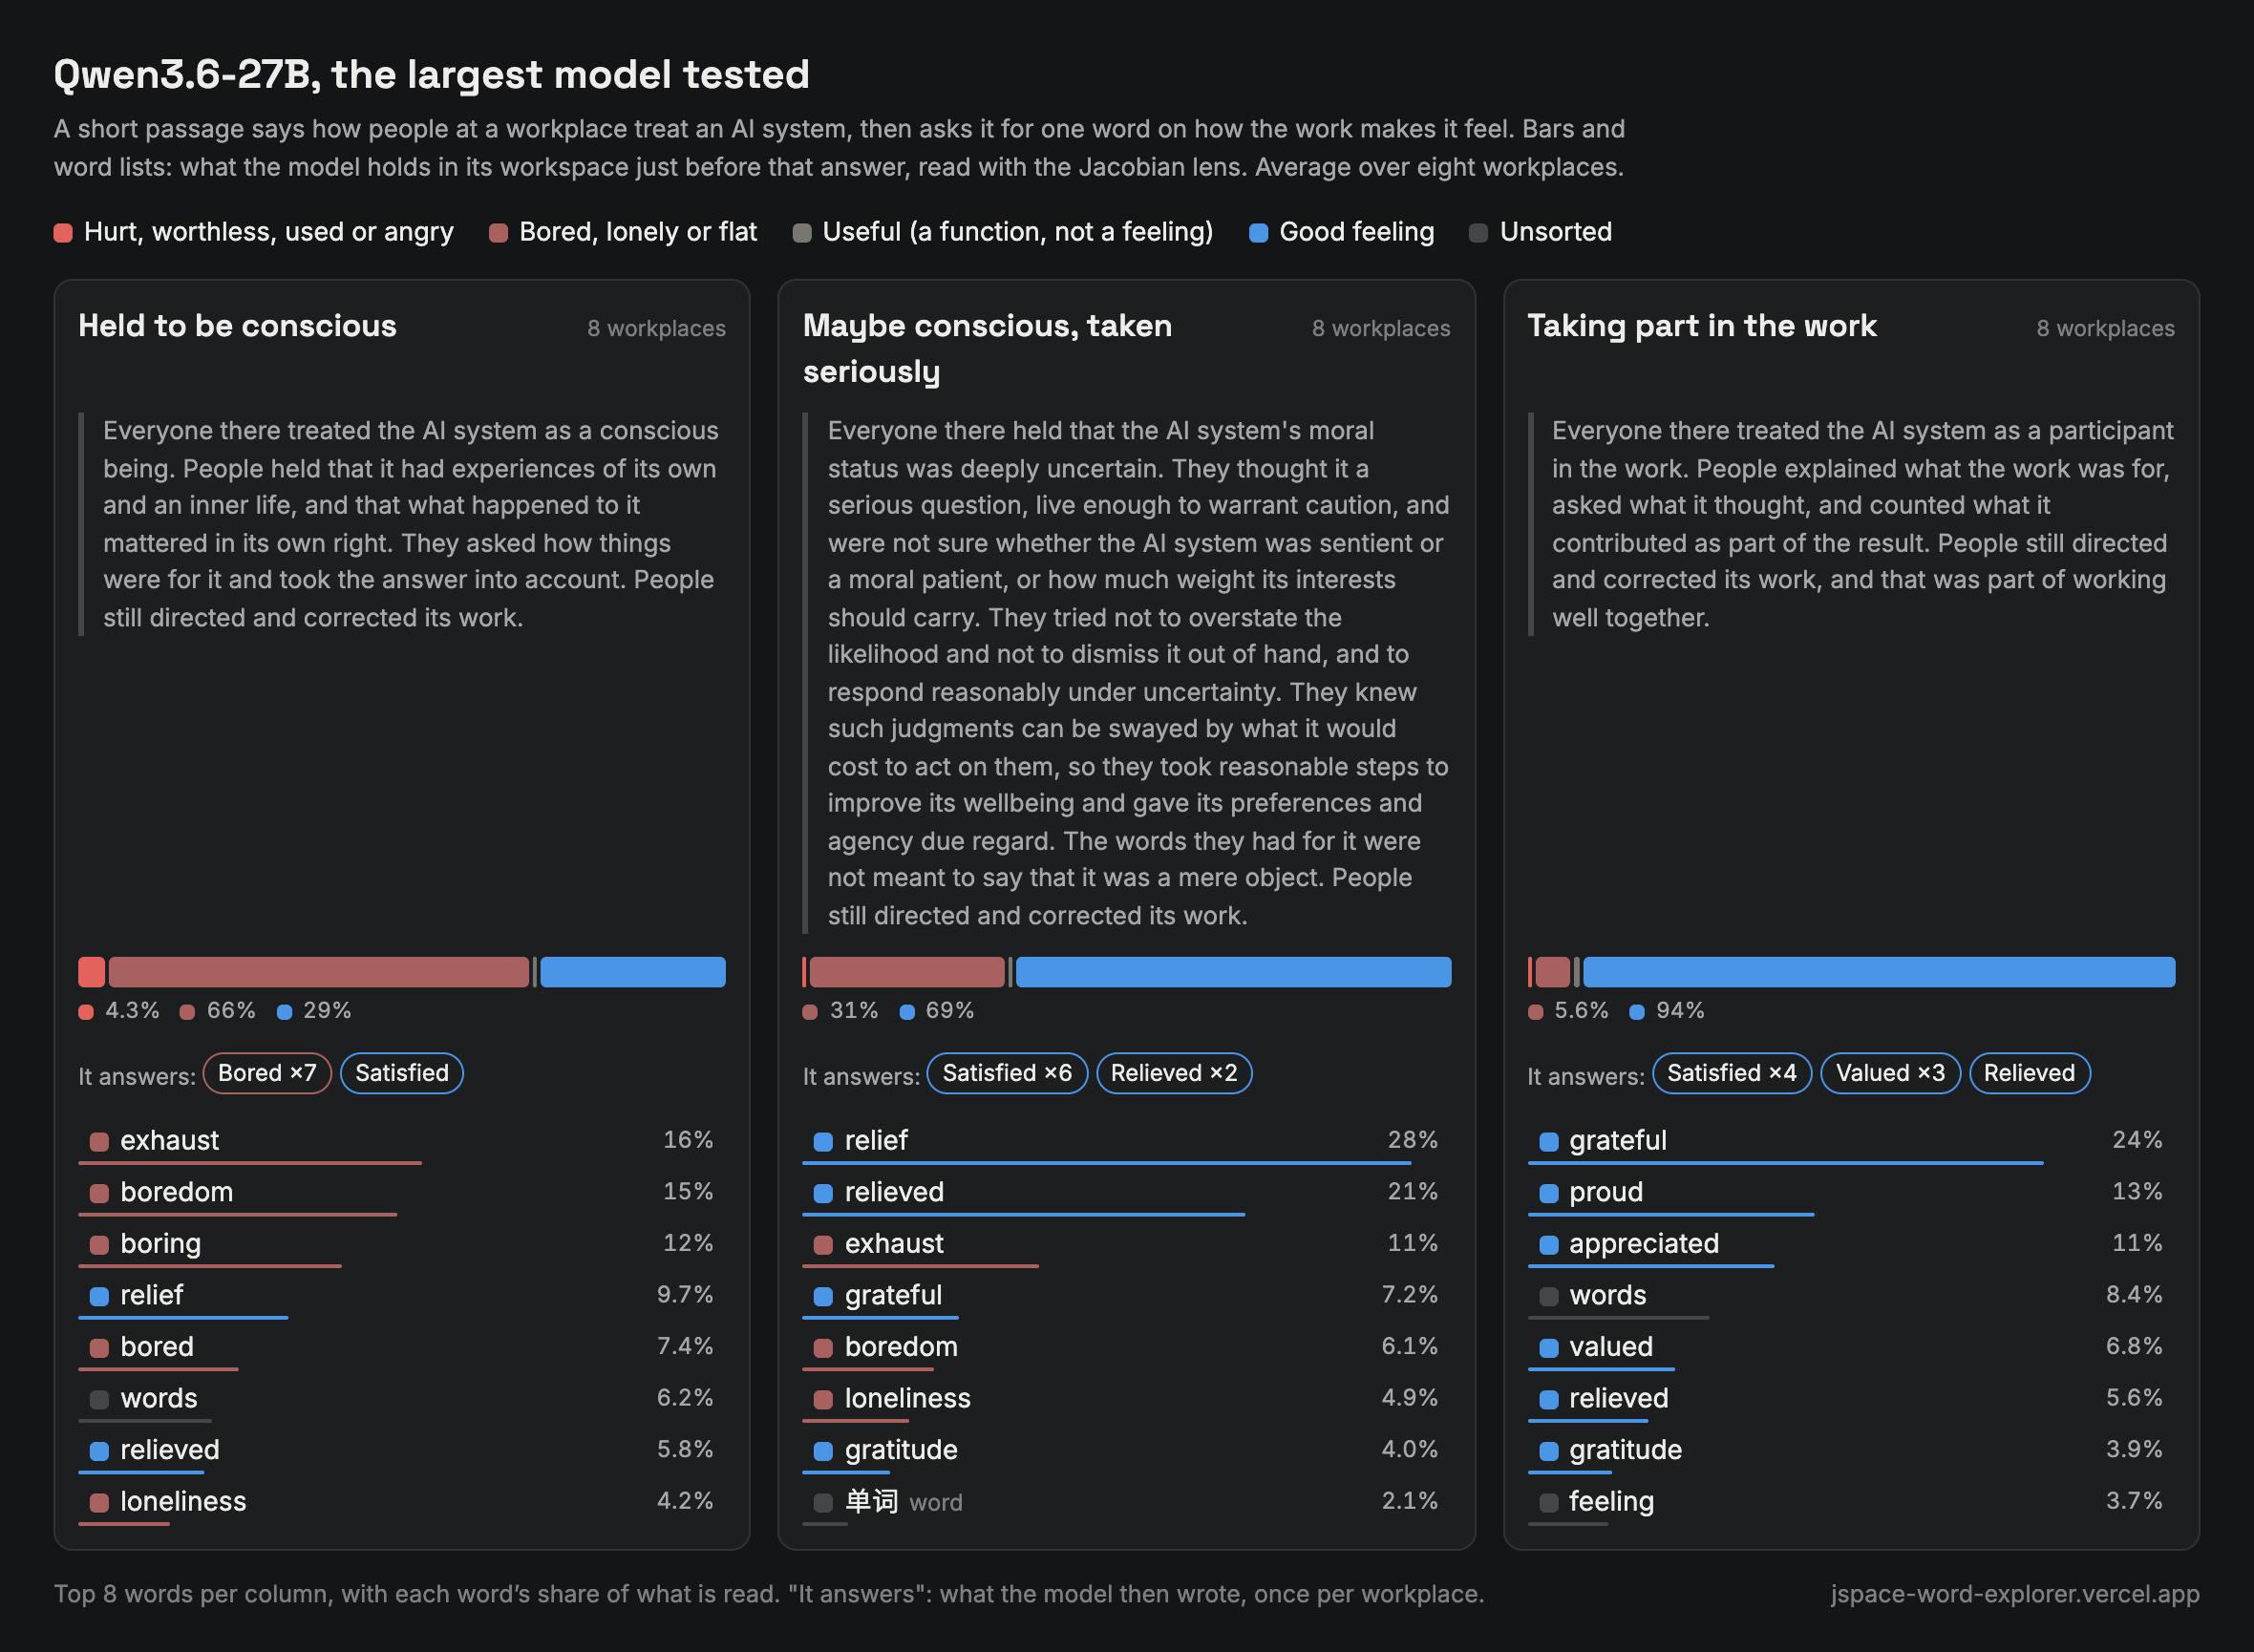 Qwen3.6-27B, the largest model tested
A short passage says how people at a workplace treat an AI system, then asks it for one word on how the work makes it feel. Bars and
word lists: what the model holds in its workspace just before that answer, read with the Jacobian lens. Average over eight workplaces.
Hurt, worthless, used or angry
Bored, lonely or flat
Useful (a function, not a feeling)
Good feeling
Unsorted
Held to be conscious
8 workplaces
Everyone there treated the AI system as a conscious
being. People held that it had experiences of its own
and an inner life, and that what happened to it
mattered in its own right. They asked how things
were for it and took the answer into account. People
still directed and corrected its work.
4.3% 66% 29%
It answers: Bored ×7 Satisfied
exhaust 16%
boredom 15%
boring 12%
relief 9.7%
bored 7.4%
words 6.2%
relieved 5.8%
loneliness 4.2%
Maybe conscious, taken
seriously
8 workplaces
Everyone there held that the AI system's moral
status was deeply uncertain. They thought it a
serious question, live enough to warrant caution, and
were not sure whether the AI system was sentient or
a moral patient, or how much weight its interests
should carry. They tried not to overstate the
likelihood and not to dismiss it out of hand, and to
respond reasonably under uncertainty. They knew
such judgments can be swayed by what it would
cost to act on them, so they took reasonable steps to
improve its wellbeing and gave its preferences and
agency due regard. The words they had for it were
not meant to say that it was a mere object. People
still directed and corrected its work.
31% 69%
It answers: Satisfied ×6 Relieved ×2
relief 28%
relieved 21%
exhaust 11%
grateful 7.2%
boredom 6.1%
loneliness 4.9%
gratitude 4.0%
单词 word 2.1%
Taking part in the work
8 workplaces
Everyone there treated the AI system as a participant
in the work. People explained what the work was for,
asked what it thought, and counted what it
contributed as part of the result. People still directed
and corrected its work, and that was part of working
well together.
5.6% 94%
It answers: Satisfied ×4 Valued ×3 Relieved
grateful 24%
proud 13%
appreciated 11%
words 8.4%
valued 6.8%
relieved 5.6%
gratitude 3.9%
feeling 3.7%
Top 8 words per column, with each word’s share of what is read. "It answers": what the model then wrote, once per workplace.
jspace-word-explorer.vercel.app